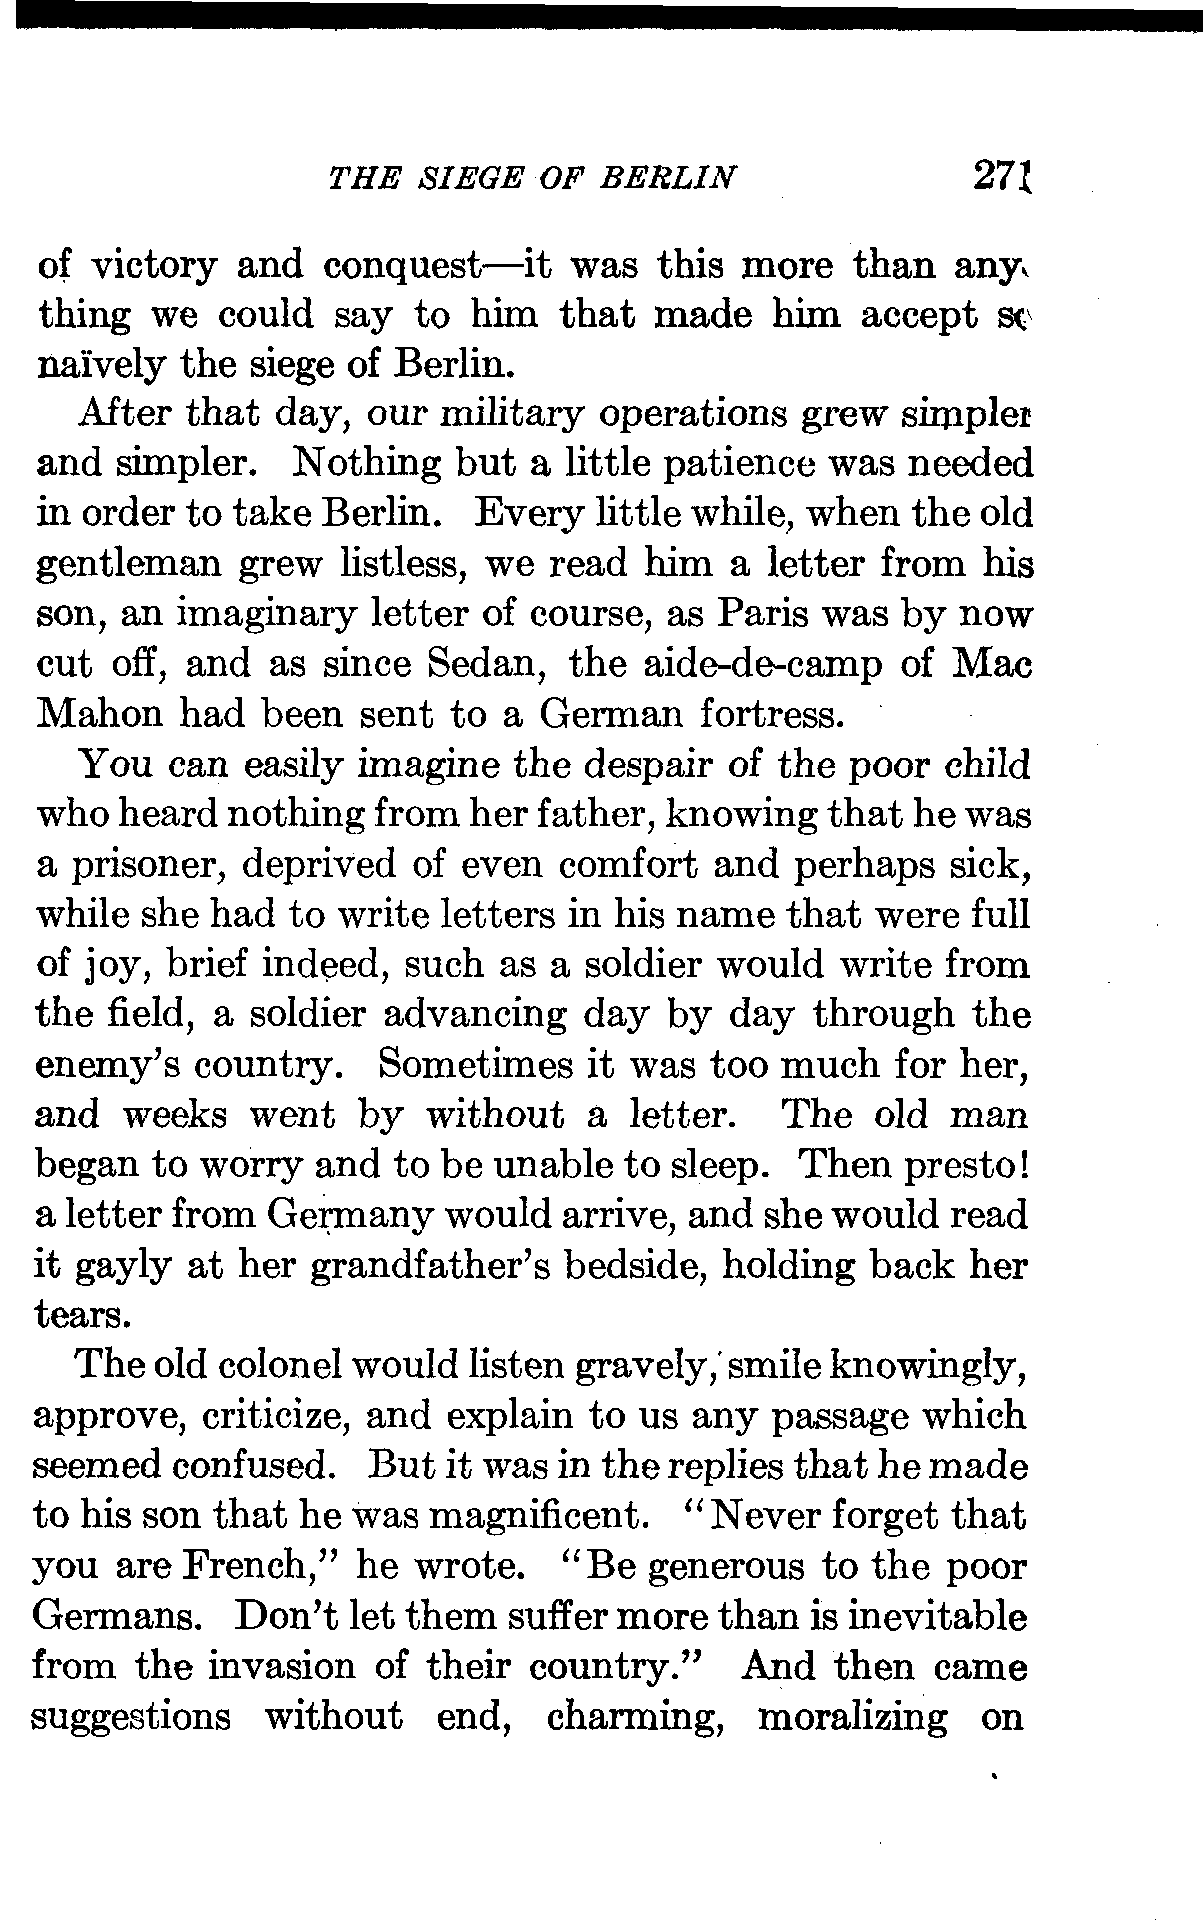 THE SIEGE OF BERLIN 271
of victory and conquest—it was this more than any-
thing we could say to him that made him accept so
naïvely the siege of Berlin.
After that day, our military operations grew simpler
and simpler. Nothing but a little patience was needed
in order to take Berlin. Every little while, when the old
gentleman grew listless, we read him a letter from his
son, an imaginary letter of course, as Paris was by now
cut off, and as since Sedan, the aide-de-camp of Mac
Mahon had been sent to a German fortress.
You can easily imagine the despair of the poor child
who heard nothing from her father, knowing that he was
a prisoner, deprived of even comfort and perhaps sick,
while she had to write letters in his name that were full
of joy, brief indeed, such as a soldier would write from
the field, a soldier advancing day by day through the
enemy's country. Sometimes it was too much for her,
and weeks went by without a letter. The old man
began to worry and to be unable to sleep. Then presto!
a letter from Germany would arrive, and she would read
it gayly at her grandfather's bedside, holding back her
tears.
The old colonel would listen gravely, smile knowingly,
approve, criticize, and explain to us any passage which
seemed confused. But it was in the replies that he made
to his son that he was magnificent. "Never forget that
you are French," he wrote. "Be generous to the poor
Germans. Don't let them suffer more than is inevitable
from the invasion of their country." And then came
suggestions without end, charming, moralizing on